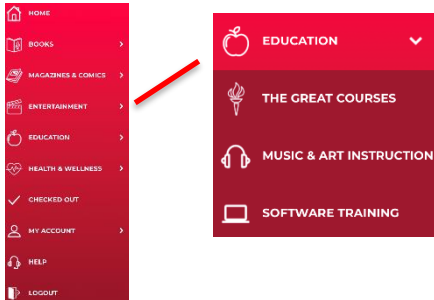 HOME
BOOKS
MAGAZINES & COMICS
ENTERTAINMENT
EDUCATION
HEALTH & WELLNESS
CHECKED OUT
MY ACCOUNT
HELP
LOGOUT
EDUCATION
THE GREAT COURSES
MUSIC & ART INSTRUCTION
SOFTWARE TRAINING